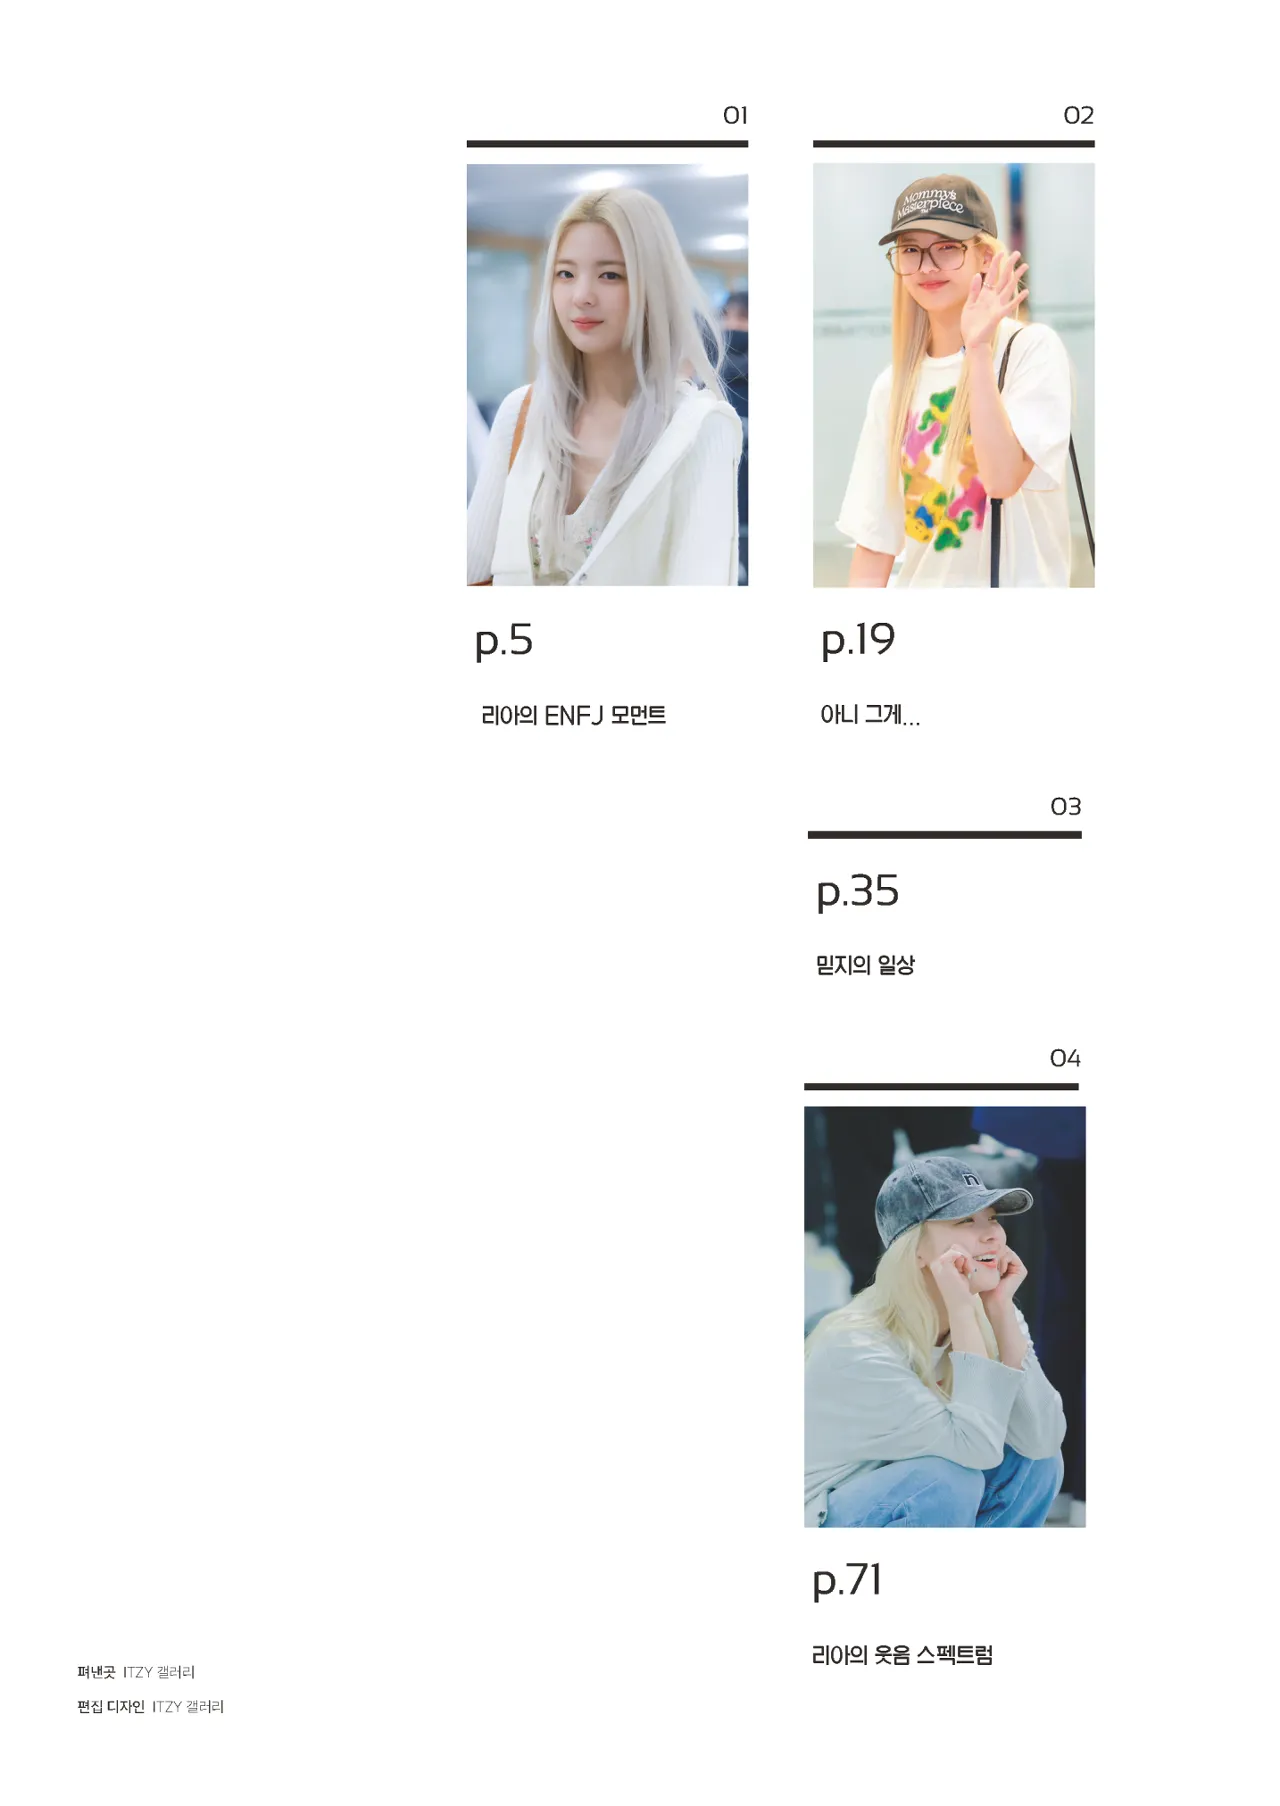 01
02
Mommy's
Masterpiece
p.5
p.19
리아의 ENFJ 모먼트
아니 그게...
03
p.35
믿지의 일상
04
n
p.71
리아의 웃음 스펙트럼
펴낸곳 ITZY 갤러리
편집 디자인 ITZY 갤러리